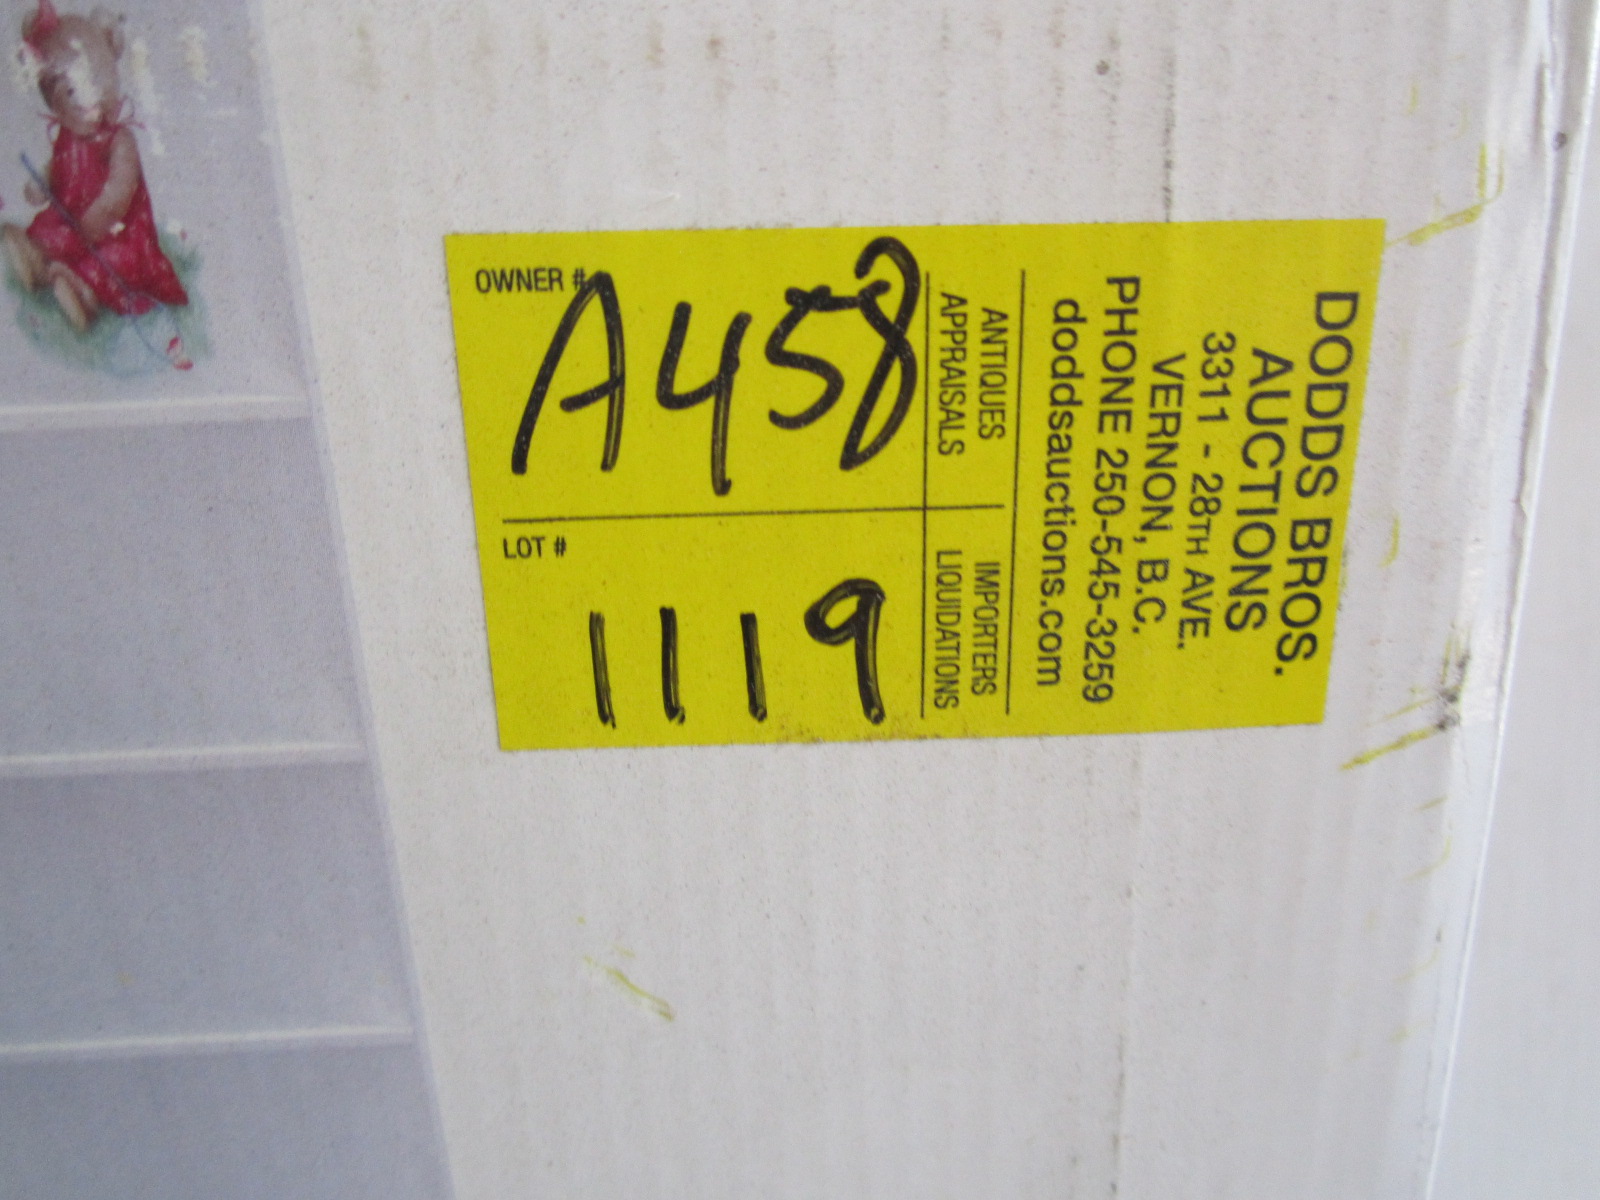 DODDS BROS.
AUCTIONS
3311 - 28TH AVE.
VERNON, B.C.
PHONE 250-545-3259
doddsauctions.com
ANTIQUES
APPRAISALS
IMPORTERS
LIQUIDATIONS
OWNER #
A458
LOT #
1119